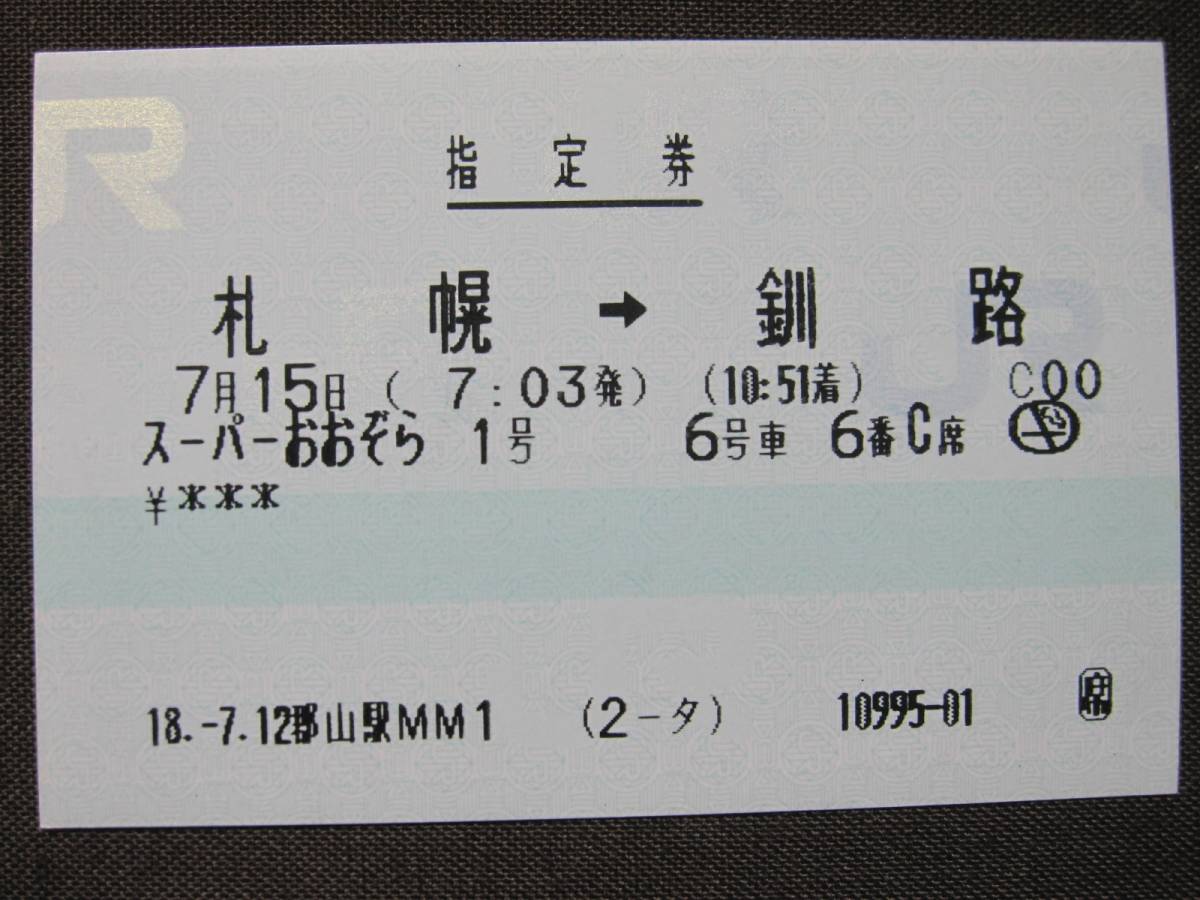 指定券
札幌➡釧路
7月15日 ( 7:03発) (10:51着) C00
スーパーおおぞら 1号 6号車 6番C席
¥***
18.-7.12郡山駅MM1 (2-タ) 10995-01 席